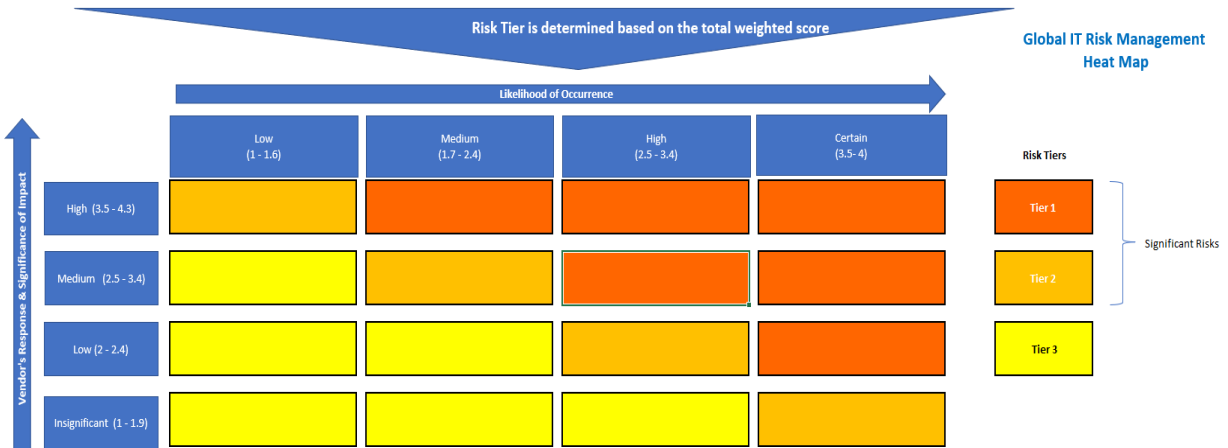 Risk Tier is determined based on the total weighted score
Global IT Risk Management
Heat Map
Likelihood of Occurrence
Low
(1 - 1.6)
Medium
(1.7 - 2.4)
High
(2.5 - 3.4)
Certain
(3.5- 4)
Risk Tiers
Vendor's Response & Significance of Impact
High (3.5 - 4.3)
Tier 1
Significant Risks
Medium (2.5 - 3.4)
Tier 2
Low (2 - 2.4)
Tier 3
Insignificant (1 - 1.9)